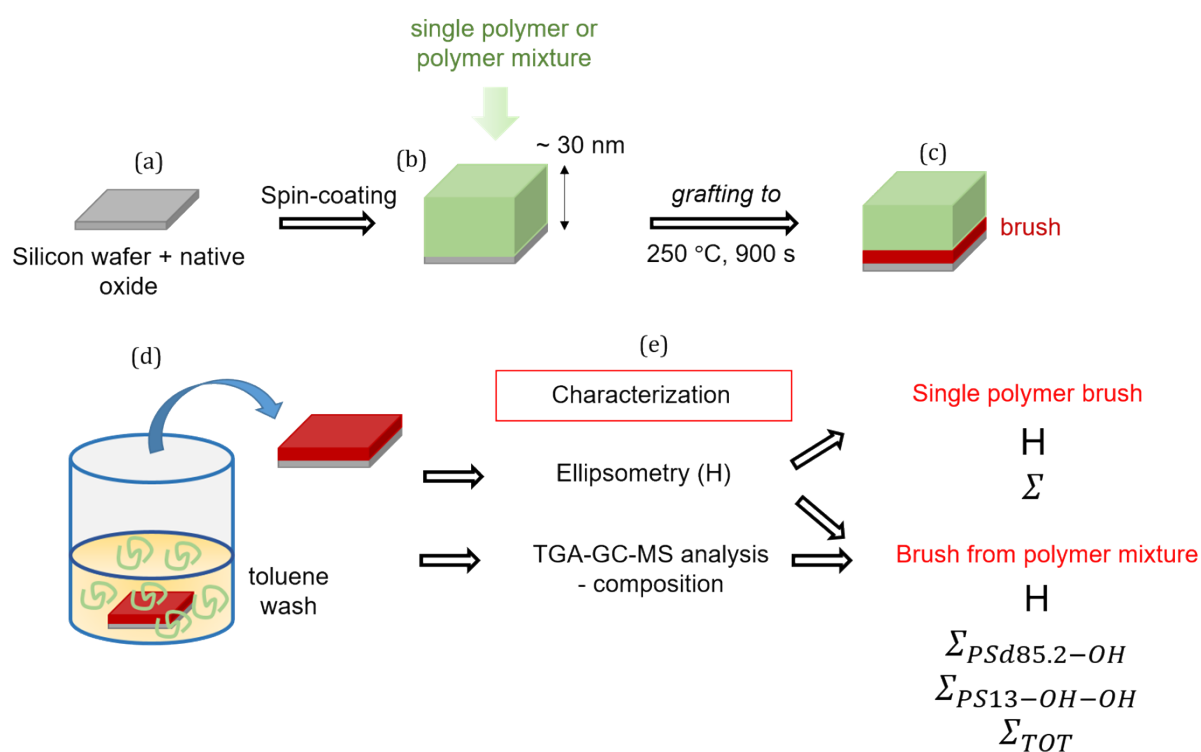 single polymer or
polymer mixture
(a)
(b)
~ 30 nm
(c)
Spin-coating
grafting to
250 °C, 900 s
brush
Silicon wafer + native
oxide
(d)
(e)
Characterization
Single polymer brush
H
Σ
Ellipsometry (H)
toluene
wash
TGA-GC-MS analysis
- composition
Brush from polymer mixture
H
Σ_PSd85.2−OH
Σ_PS13−OH−OH
Σ_TOT